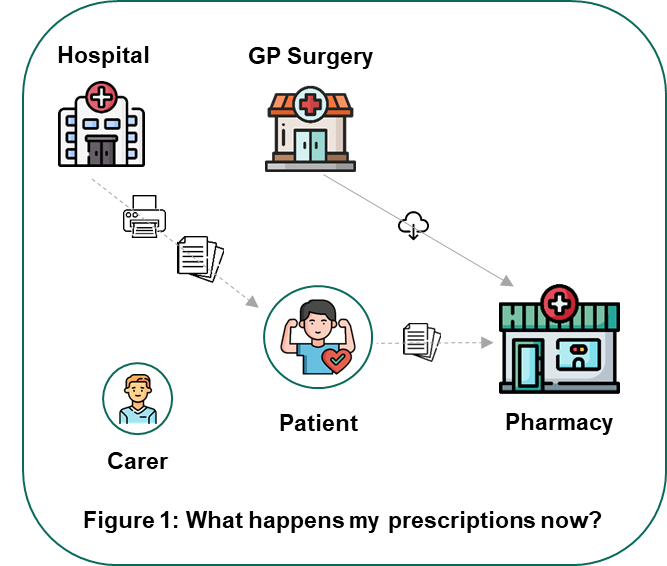 Hospital
GP Surgery
Patient
Pharmacy
Carer
Figure 1: What happens my prescriptions now?